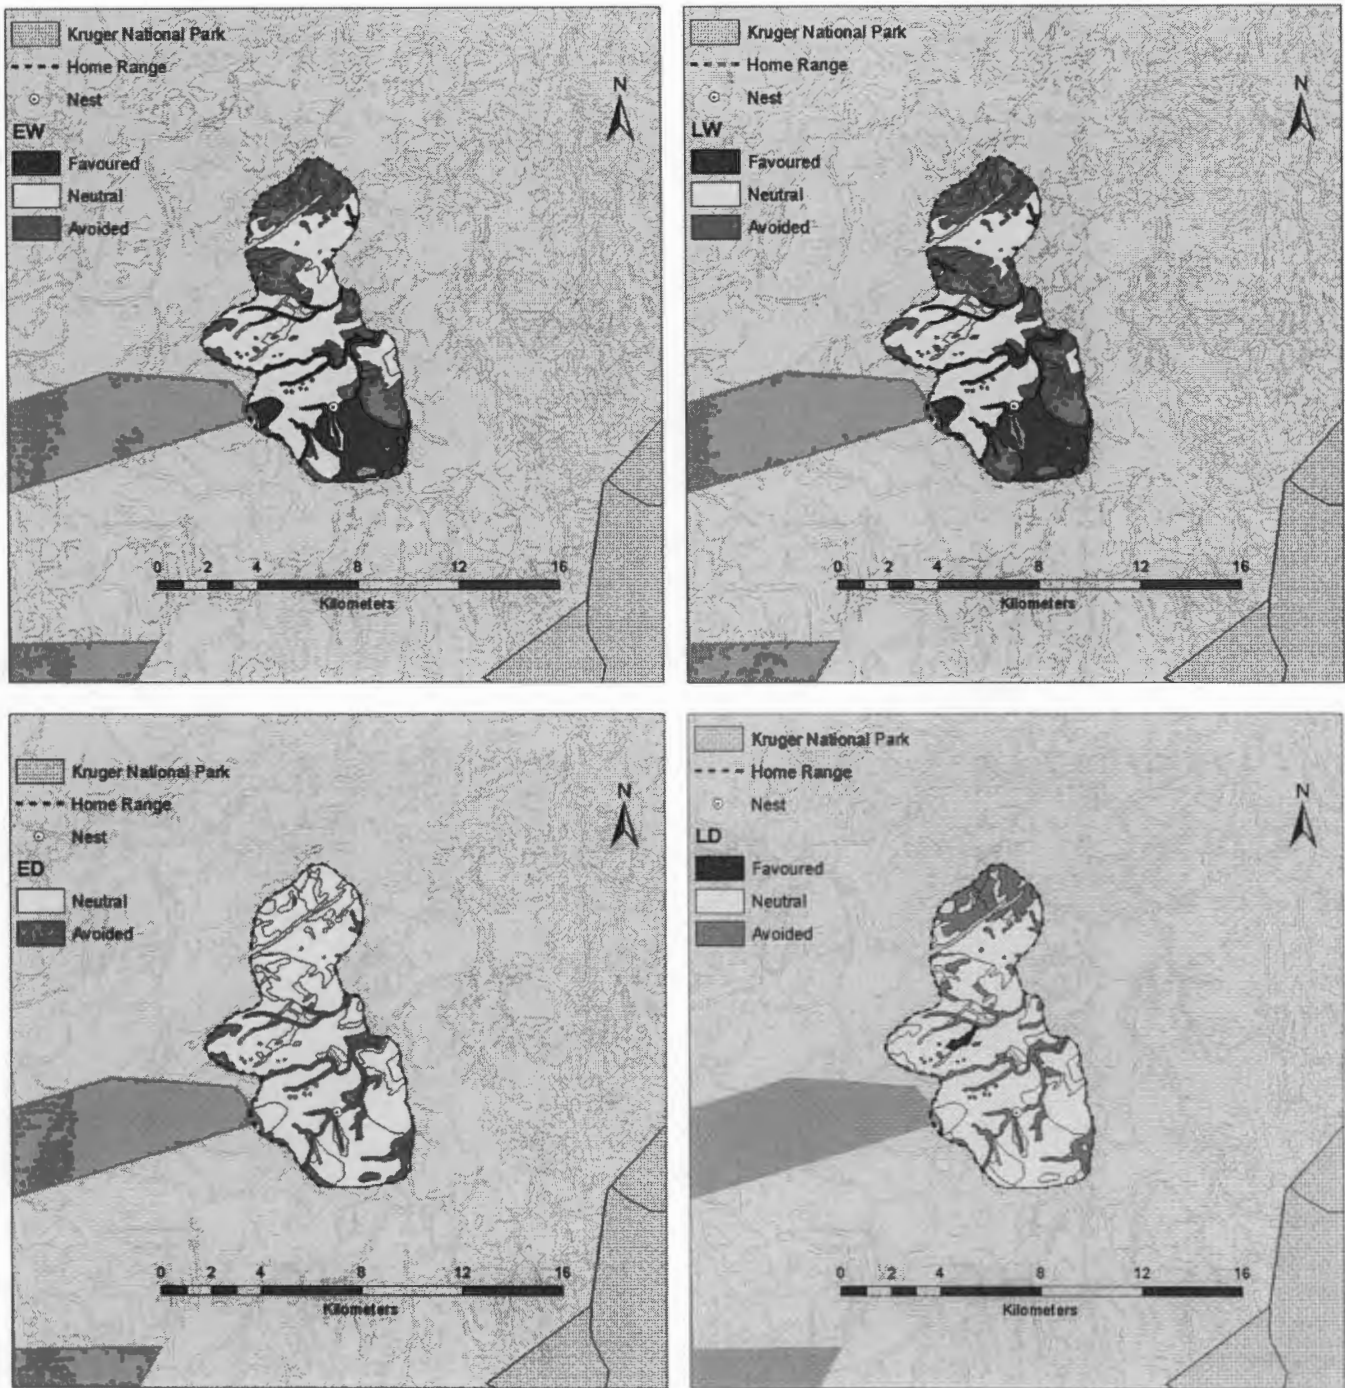 Kruger National Park
Home Range
Nest
EW
Favoured
Neutral
Avoided
N
0 2 4 8 12 16
Kilometers
Kruger National Park
Home Range
Nest
LW
Favoured
Neutral
Avoided
N
0 2 4 8 12 16
Kilometers
Kruger National Park
Home Range
Nest
ED
Neutral
Avoided
N
0 2 4 8 12 16
Kilometers
Kruger National Park
Home Range
Nest
LD
Favoured
Neutral
Avoided
N
0 2 4 8 12 16
Kilometers